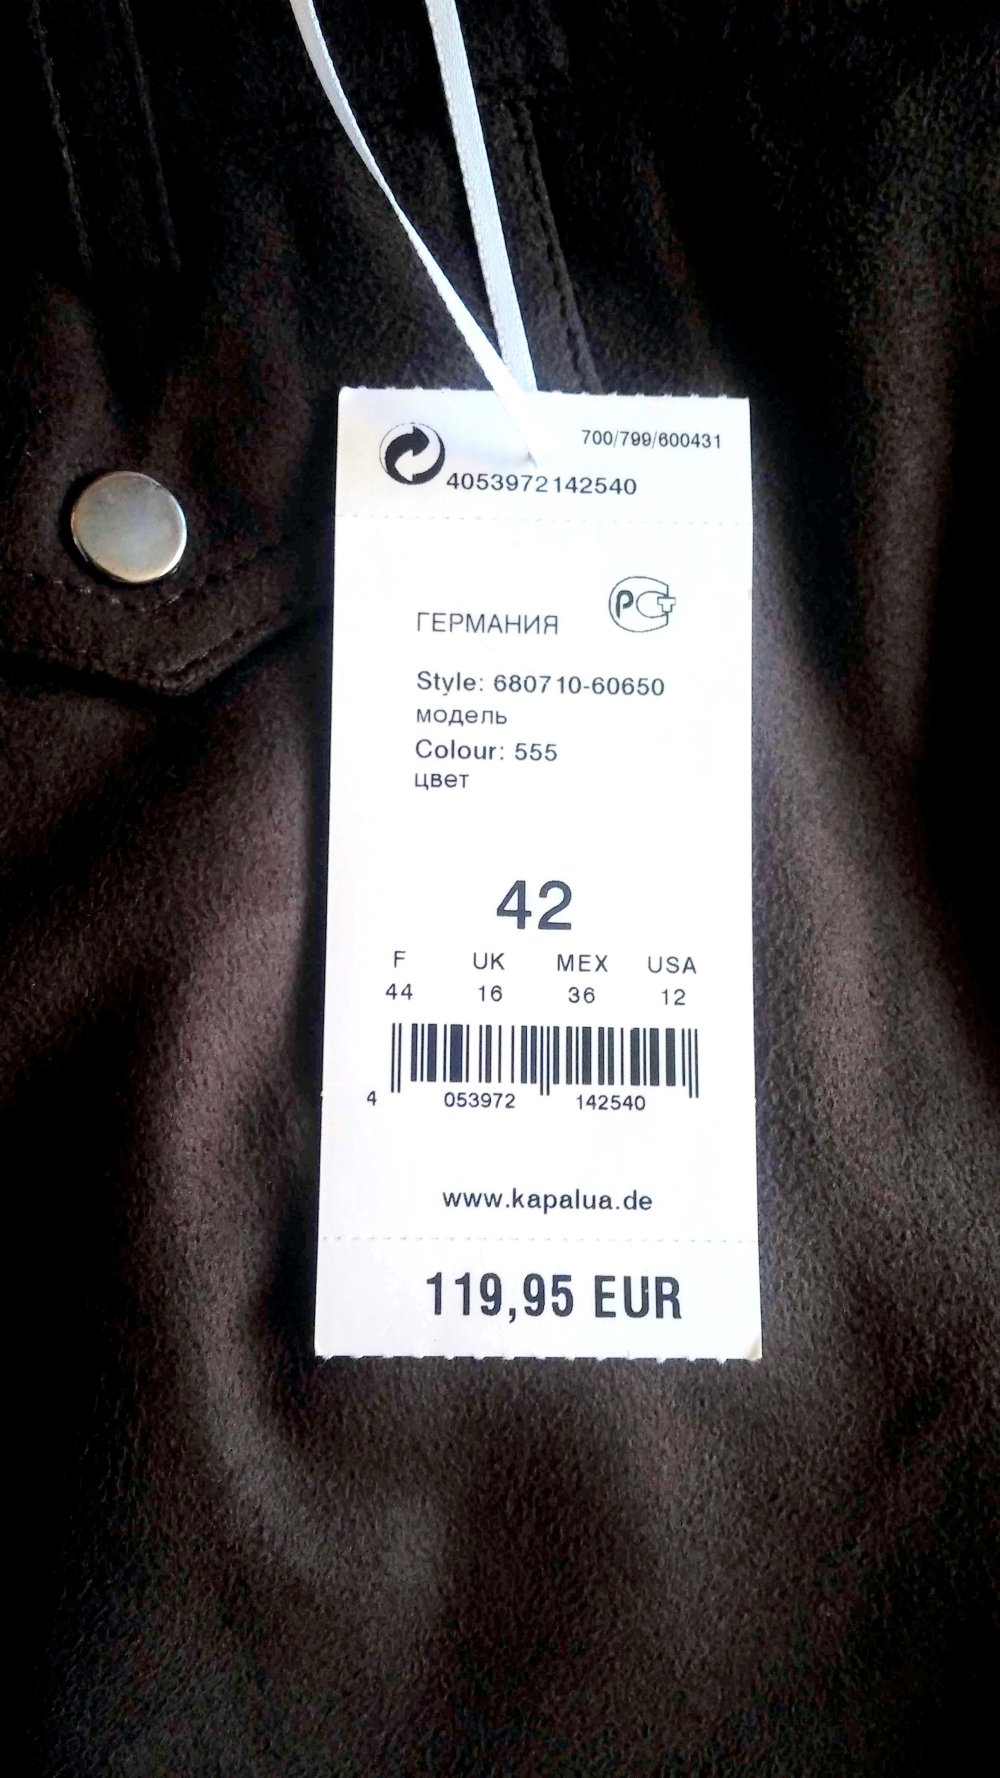 700/799/600431
4053972142540
ГЕРМАНИЯ
РСТ
Style: 680710-60650
модель
Colour: 555
цвет
42
F UK MEX USA
44 16 36 12
4 053972 142540
www.kapalua.de
119,95 EUR